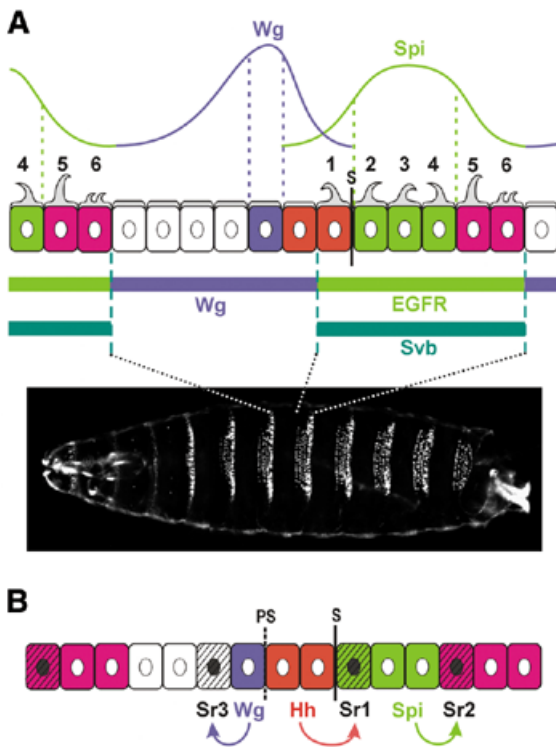 A
Wg
Spi
4 5 6 1 S 2 3 4 5 6
Wg EGFR
Svb
B
PS S
Sr3 Wg Hh Sr1 Spi Sr2